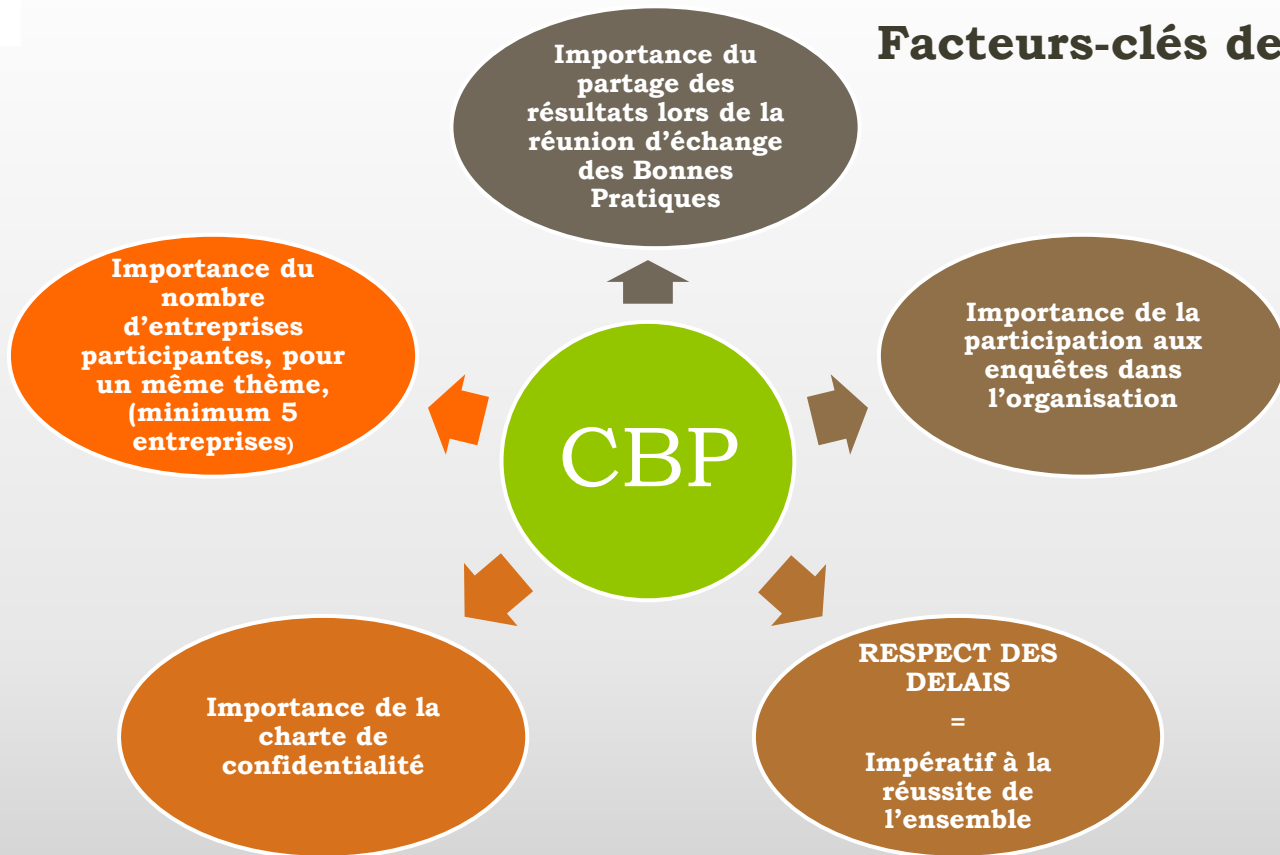 Facteurs-clés de
Importance du
partage des
résultats lors de la
réunion d’échange
des Bonnes
Pratiques
Importance du
nombre
d’entreprises
participantes, pour
un même thème,
(minimum 5
entreprises)
Importance de la
participation aux
enquêtes dans
l’organisation
CBP
Importance de la
charte de
confidentialité
RESPECT DES
DELAIS
=
Impératif à la
réussite de
l’ensemble